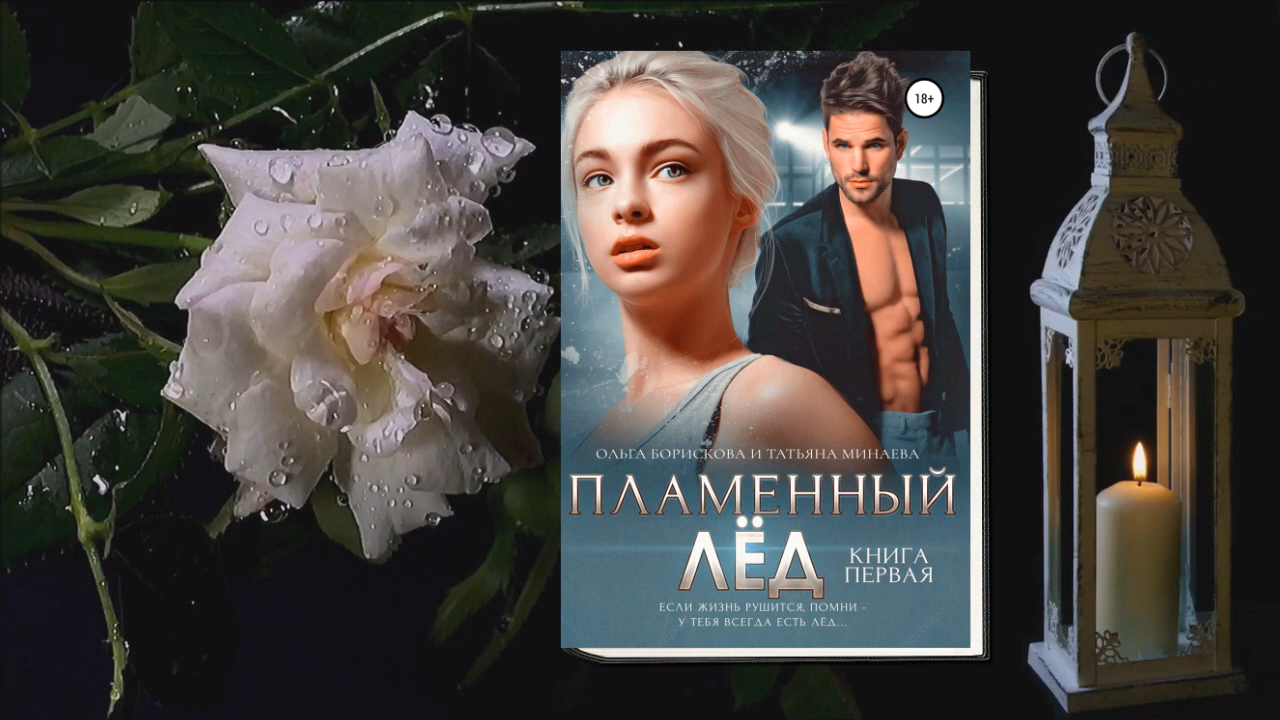 18+
ОЛЬГА БОРИСКОВА И ТАТЬЯНА МИНАЕВА
ПЛАМЕННЫЙ
ЛЁД
КНИГА
ПЕРВАЯ
ЕСЛИ ЖИЗНЬ РУШИТСЯ, ПОМНИ -
У ТЕБЯ ВСЕГДА ЕСТЬ ЛЁД...